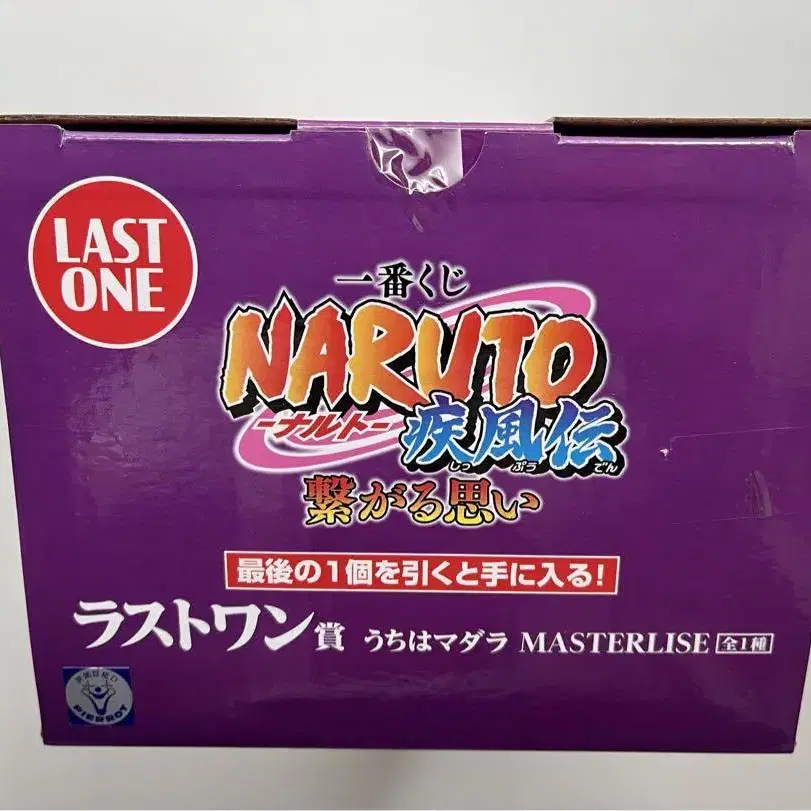 LAST
ONE
一番くじ
NARUTO
ーナルトー
疾風伝
しっ ぷう でん
繋がる思い
最後の1個を引くと手に入る!
ラストワン賞 うちはマダラ MASTERLISE 全1種
PIERROT